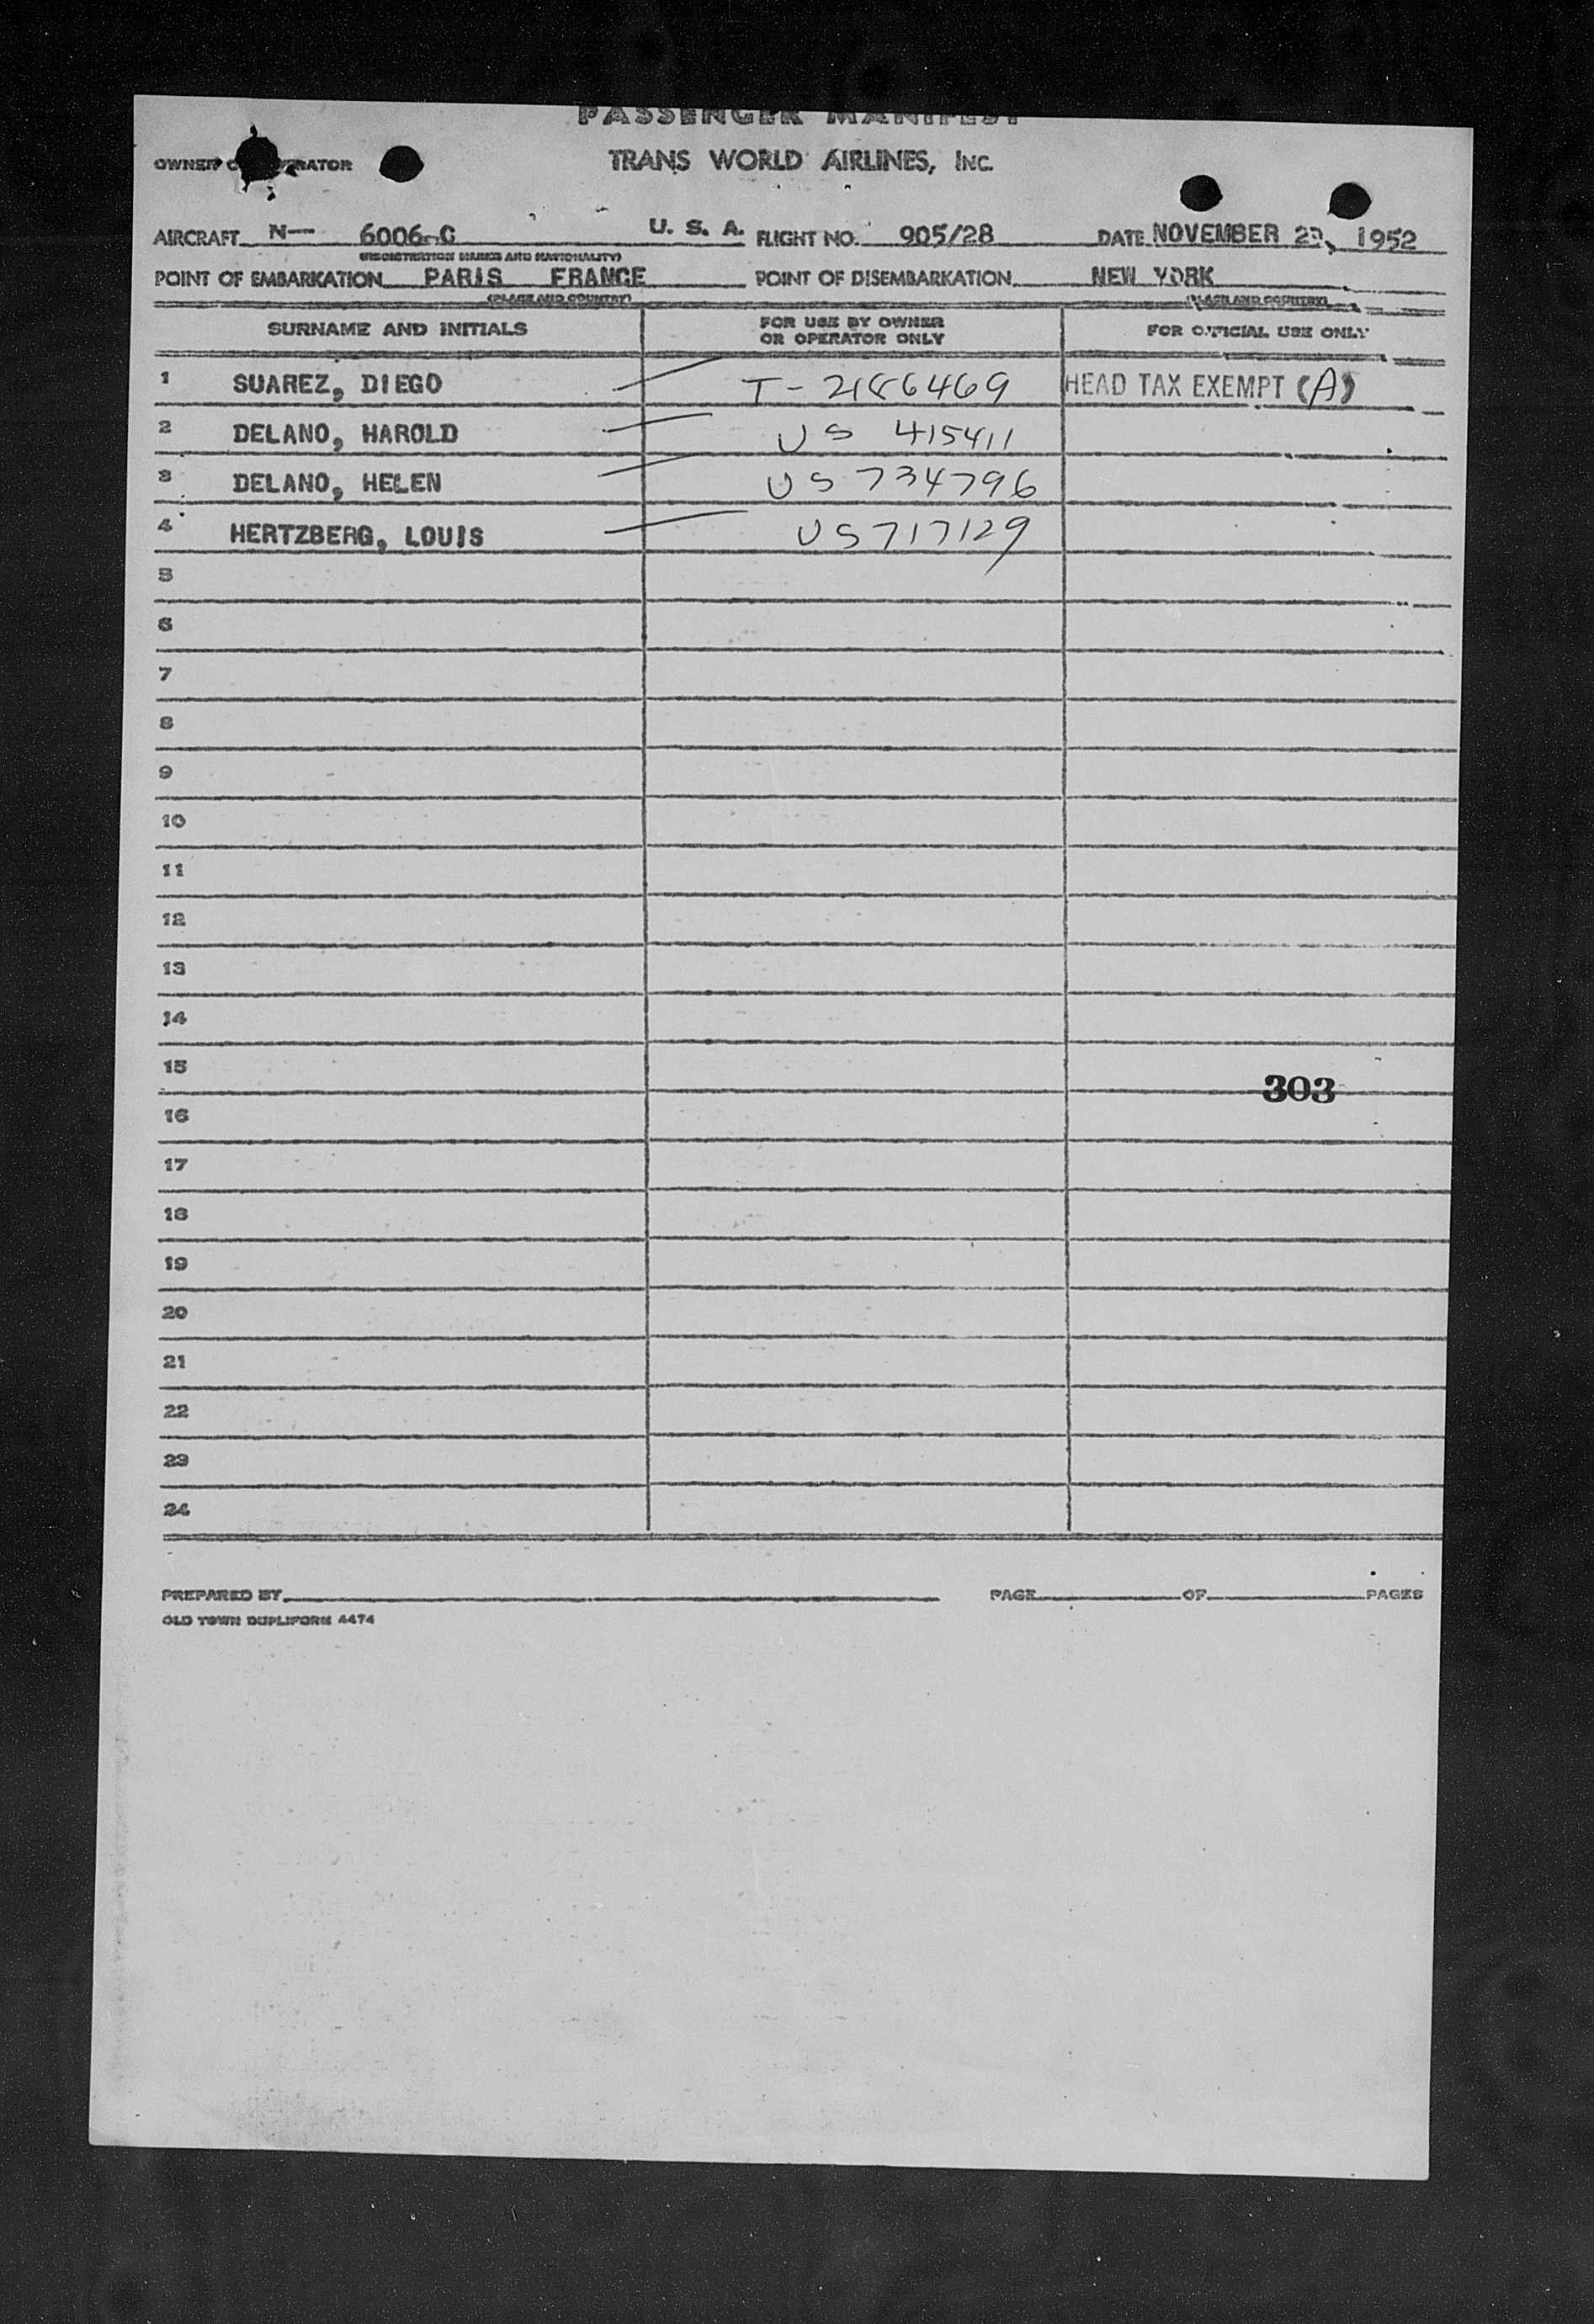 PASSENGER MANIFEST
OWNER OPERATOR TRANS WORLD AIRLINES, INC.
AIRCRAFT N— 6006-C U. S. A. FLIGHT NO. 905/28 DATE NOVEMBER 1952
(REGISTRATION MARKS AND NATIONALITY)
POINT OF EMBARKATION PARIS FRANCE POINT OF DISEMBARKATION NEW YORK
(PLACE AND COUNTRY) (PLACE AND COUNTRY)
SURNAME AND INITIALS FOR USE BY OWNER OR OPERATOR ONLY FOR OFFICIAL USE ONLY
1 SUAREZ, DIEGO T-2186469 HEAD TAX EXEMPT (A)
2 DELANO, HAROLD US 415411
3 DELANO, HELEN US 734796
4 HERTZBERG, LOUIS US 717129
5
6
7
8
9
10
11
12
13
14
15
303
16
17
18
19
20
21
22
23
24
PREPARED BY PAGE OF PAGES
OLD TOWN DUPLIFORM 4474